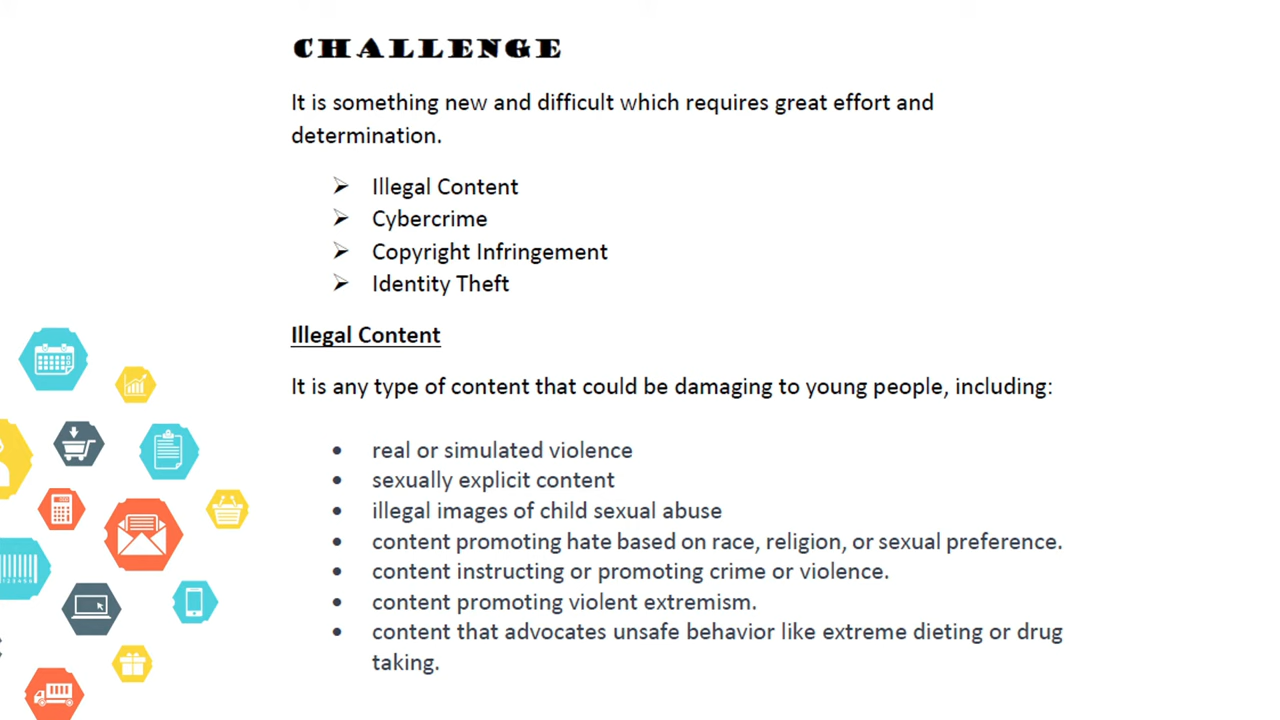 CHALLENGE
It is something new and difficult which requires great effort and
determination.
➢ Illegal Content
➢ Cybercrime
➢ Copyright Infringement
➢ Identity Theft
Illegal Content
It is any type of content that could be damaging to young people, including:
• real or simulated violence
• sexually explicit content
• illegal images of child sexual abuse
• content promoting hate based on race, religion, or sexual preference.
• content instructing or promoting crime or violence.
• content promoting violent extremism.
• content that advocates unsafe behavior like extreme dieting or drug
taking.